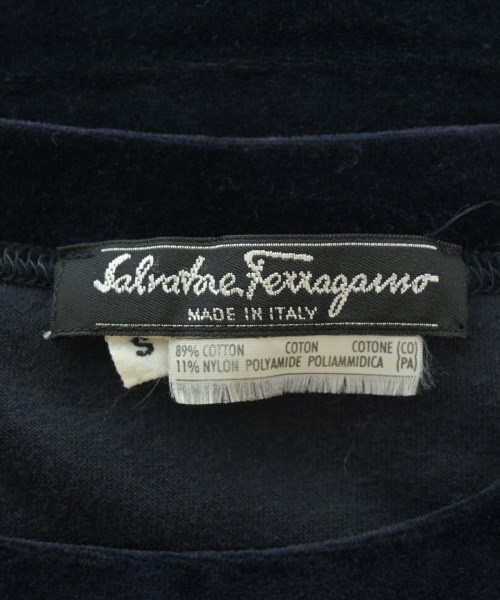 Salvatore Ferragamo
MADE IN ITALY
S
89% COTTON COTON COTONE (CO)
11% NYLON POLYAMIDE POLIAMMIDICA (PA)